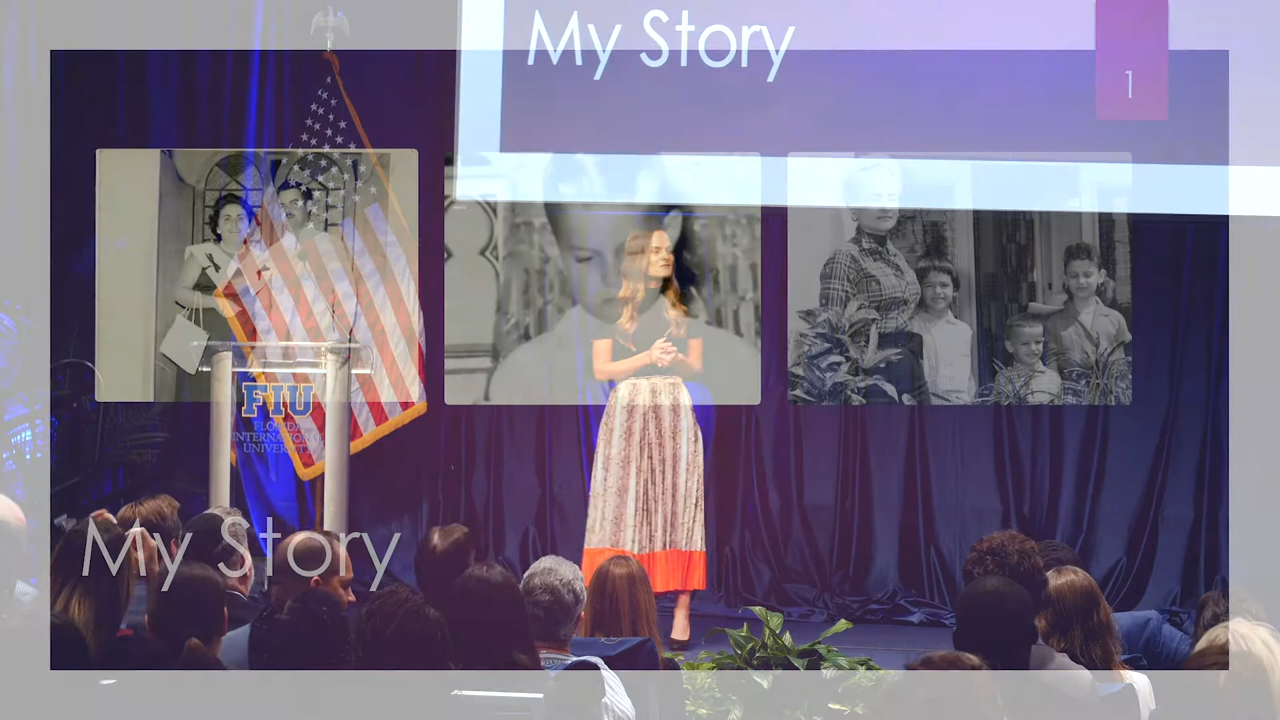 My Story
1
FIU
FLORIDA
INTERNATIONAL
UNIVERSITY
My Story